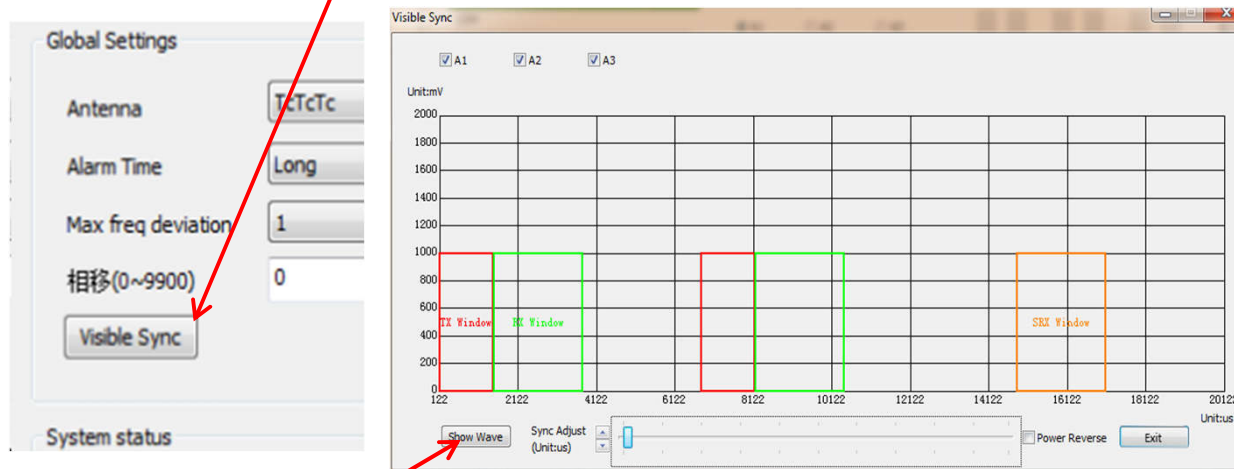 Global Settings
Antenna
TcTcTc
Alarm Time
Long
Max freq deviation
1
相移(0~9900)
0
Visible Sync
System status
Visible Sync
A1 A2 A3
Unit:mV
2000
1800
1600
1400
1200
1000
800
600
400
200
0
TX Window
RX Window
SRX Window
122 2122 4122 6122 8122 10122 12122 14122 16122 18122 20122
Unit:us
Show Wave
Sync Adjust
(Unit:us)
Power Reverse
Exit